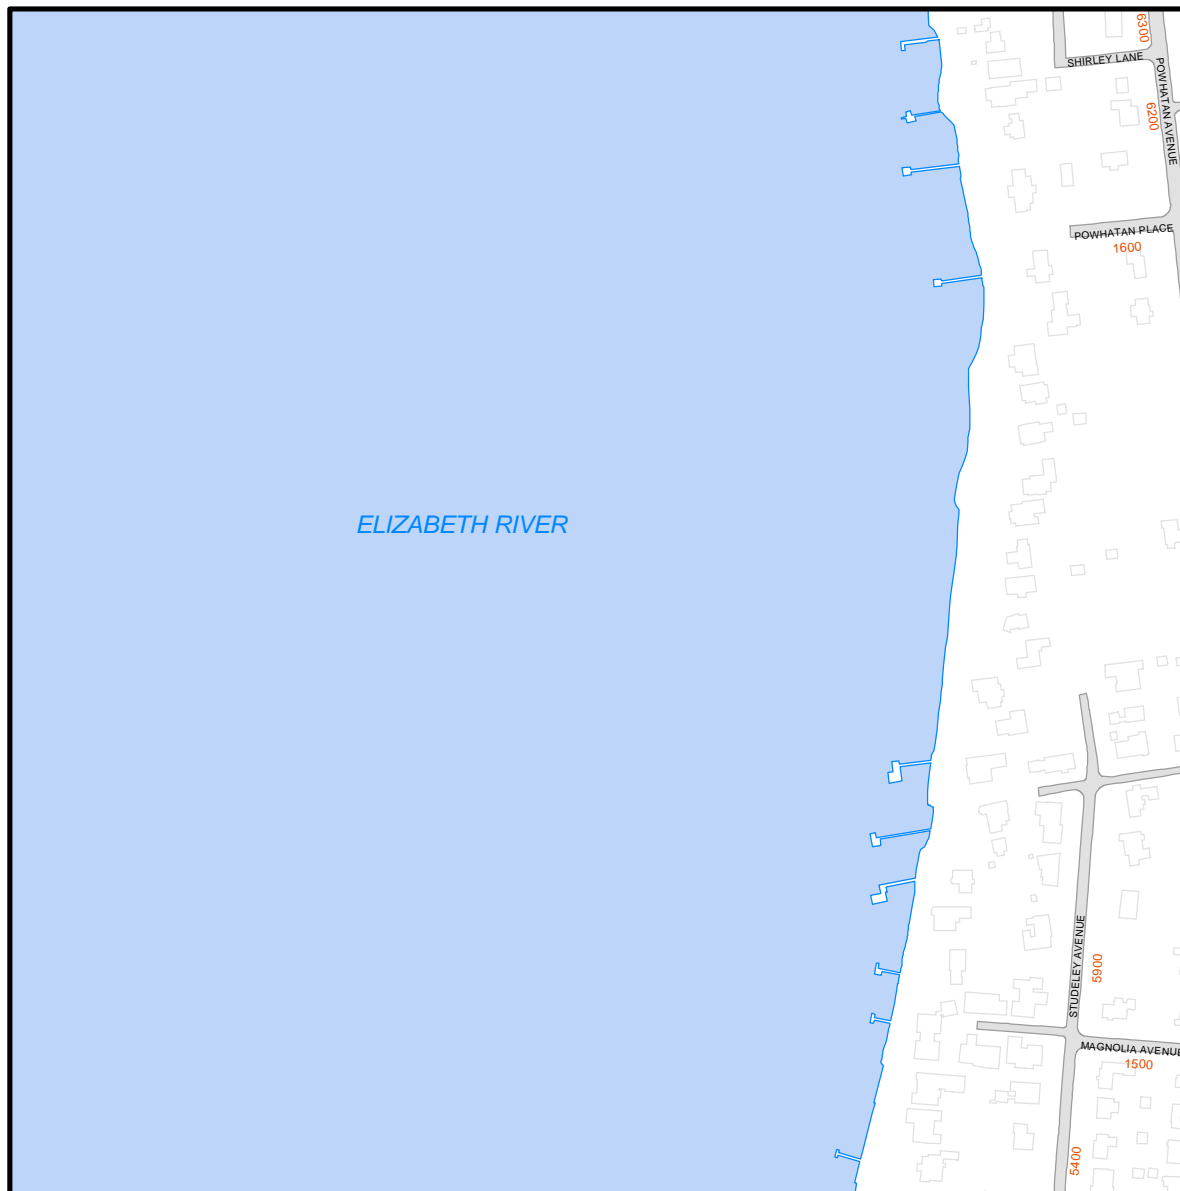 6300
SHIRLEY LANE
POWHATAN AVENUE
6200
POWHATAN PLACE
1600
ELIZABETH RIVER
STUDELEY AVENUE
5900
MAGNOLIA AVENUE
1500
5400